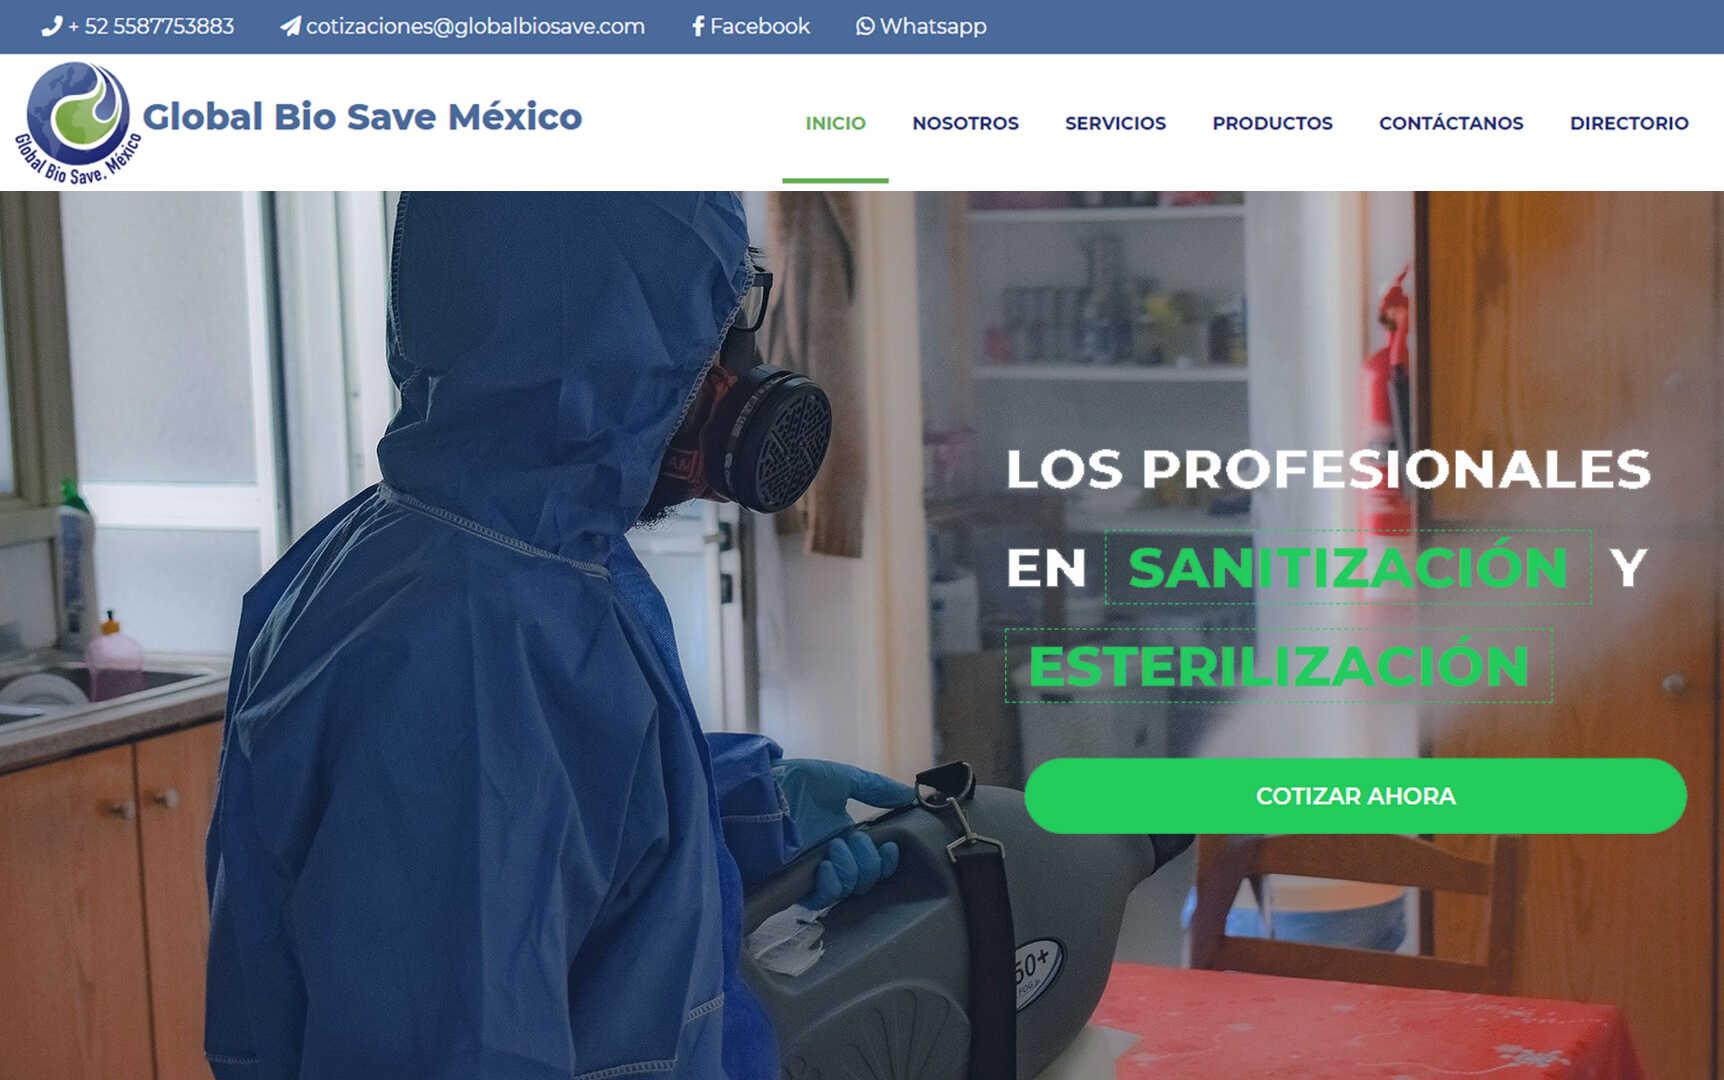 + 52 5587753883 cotizaciones@globalbiosave.com Facebook Whatsapp
Global Bio Save, México
Global Bio Save México
INICIO NOSOTROS SERVICIOS PRODUCTOS CONTÁCTANOS DIRECTORIO
LOS PROFESIONALES
EN SANITIZACIÓN Y
ESTERILIZACIÓN
COTIZAR AHORA
50+